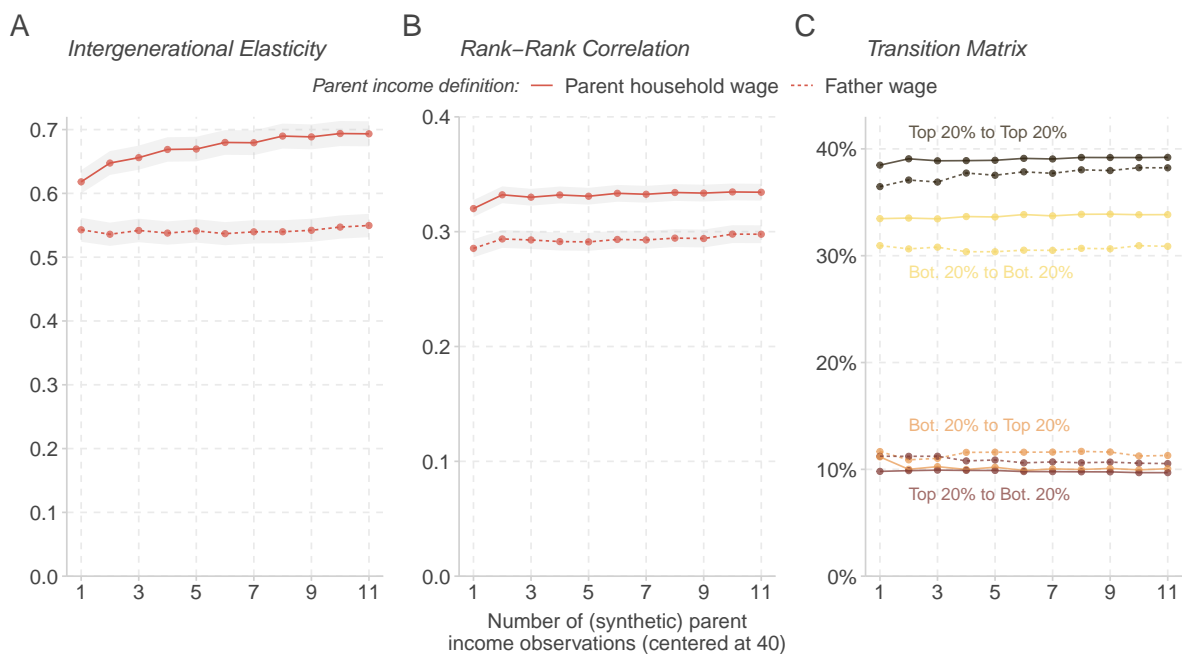 A
Intergenerational Elasticity
B
Rank−Rank Correlation
C
Transition Matrix
Parent income definition: Parent household wage Father wage
0.7
0.6
0.5
0.4
0.3
0.2
0.1
0.0
1 3 5 7 9 11
0.4
0.3
0.2
0.1
0.0
1 3 5 7 9 11
Number of (synthetic) parent
income observations (centered at 40)
40%
30%
20%
10%
0%
Top 20% to Top 20%
Bot. 20% to Bot. 20%
Bot. 20% to Top 20%
Top 20% to Bot. 20%
1 3 5 7 9 11